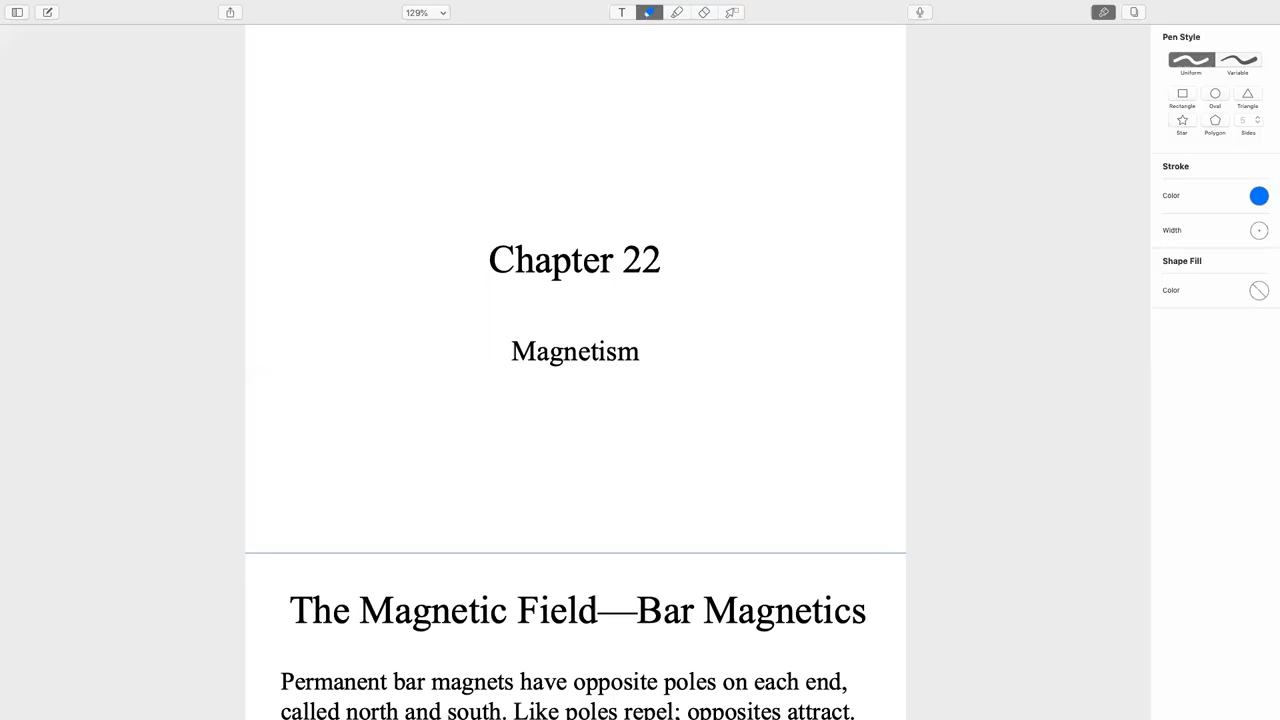 129%
T
Pen Style
Uniform Variable
Rectangle Oval Triangle
5
Star Polygon Sides
Stroke
Color
Width
Shape Fill
Color
Chapter 22
Magnetism
The Magnetic Field—Bar Magnetics
Permanent bar magnets have opposite poles on each end,
called north and south. Like poles repel; opposites attract.